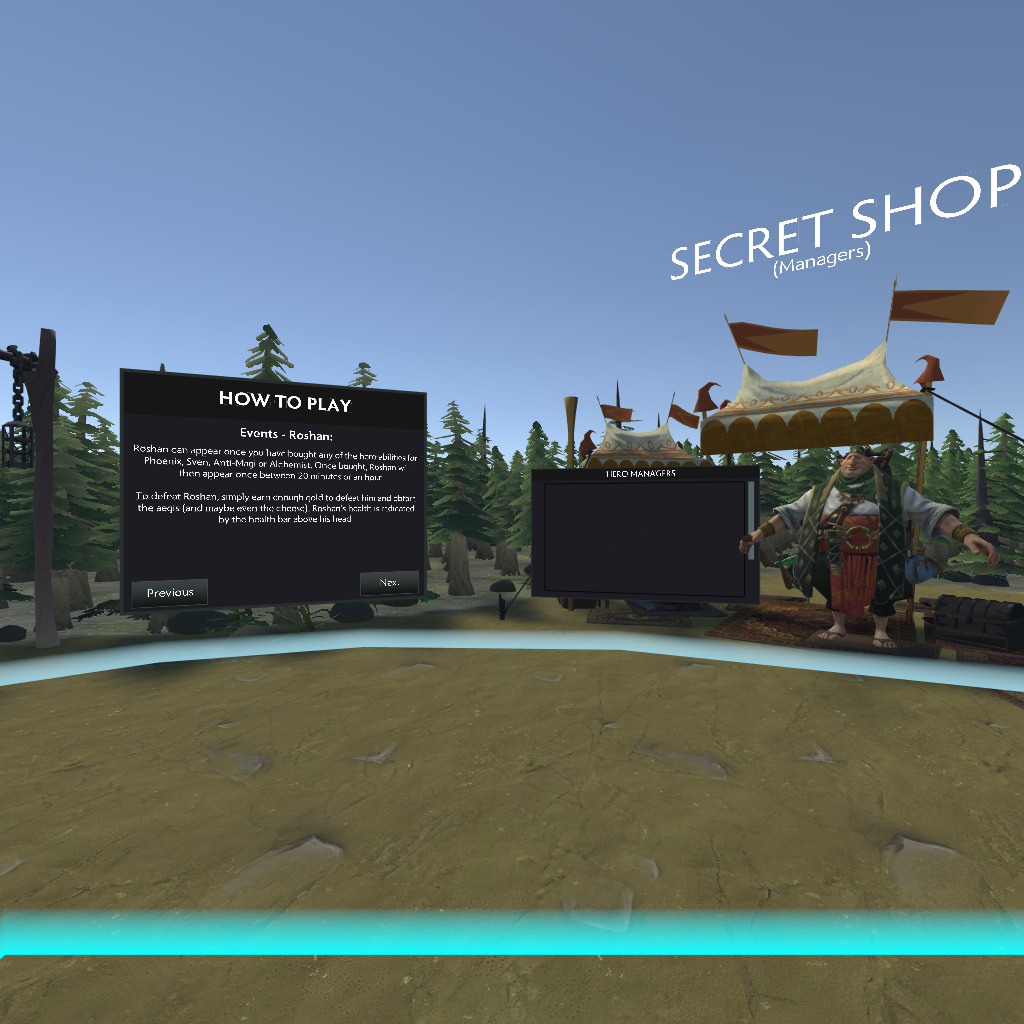 SECRET SHOP
(Managers)
HOW TO PLAY
Events - Roshan:
Roshan can appear once you have bought any of the hero abilities for
Phoenix, Sven, Anti-Magi or Alchemist. Once bought, Roshan
then appear once between 20 minutes or an hour
To defeat Roshan, simply earn enough gold to defeat him and obtain
the aegis (and maybe even the cheese). Roshan's health is indicated
by the health bar above his head
Previous
Next
HERO MANAGERS